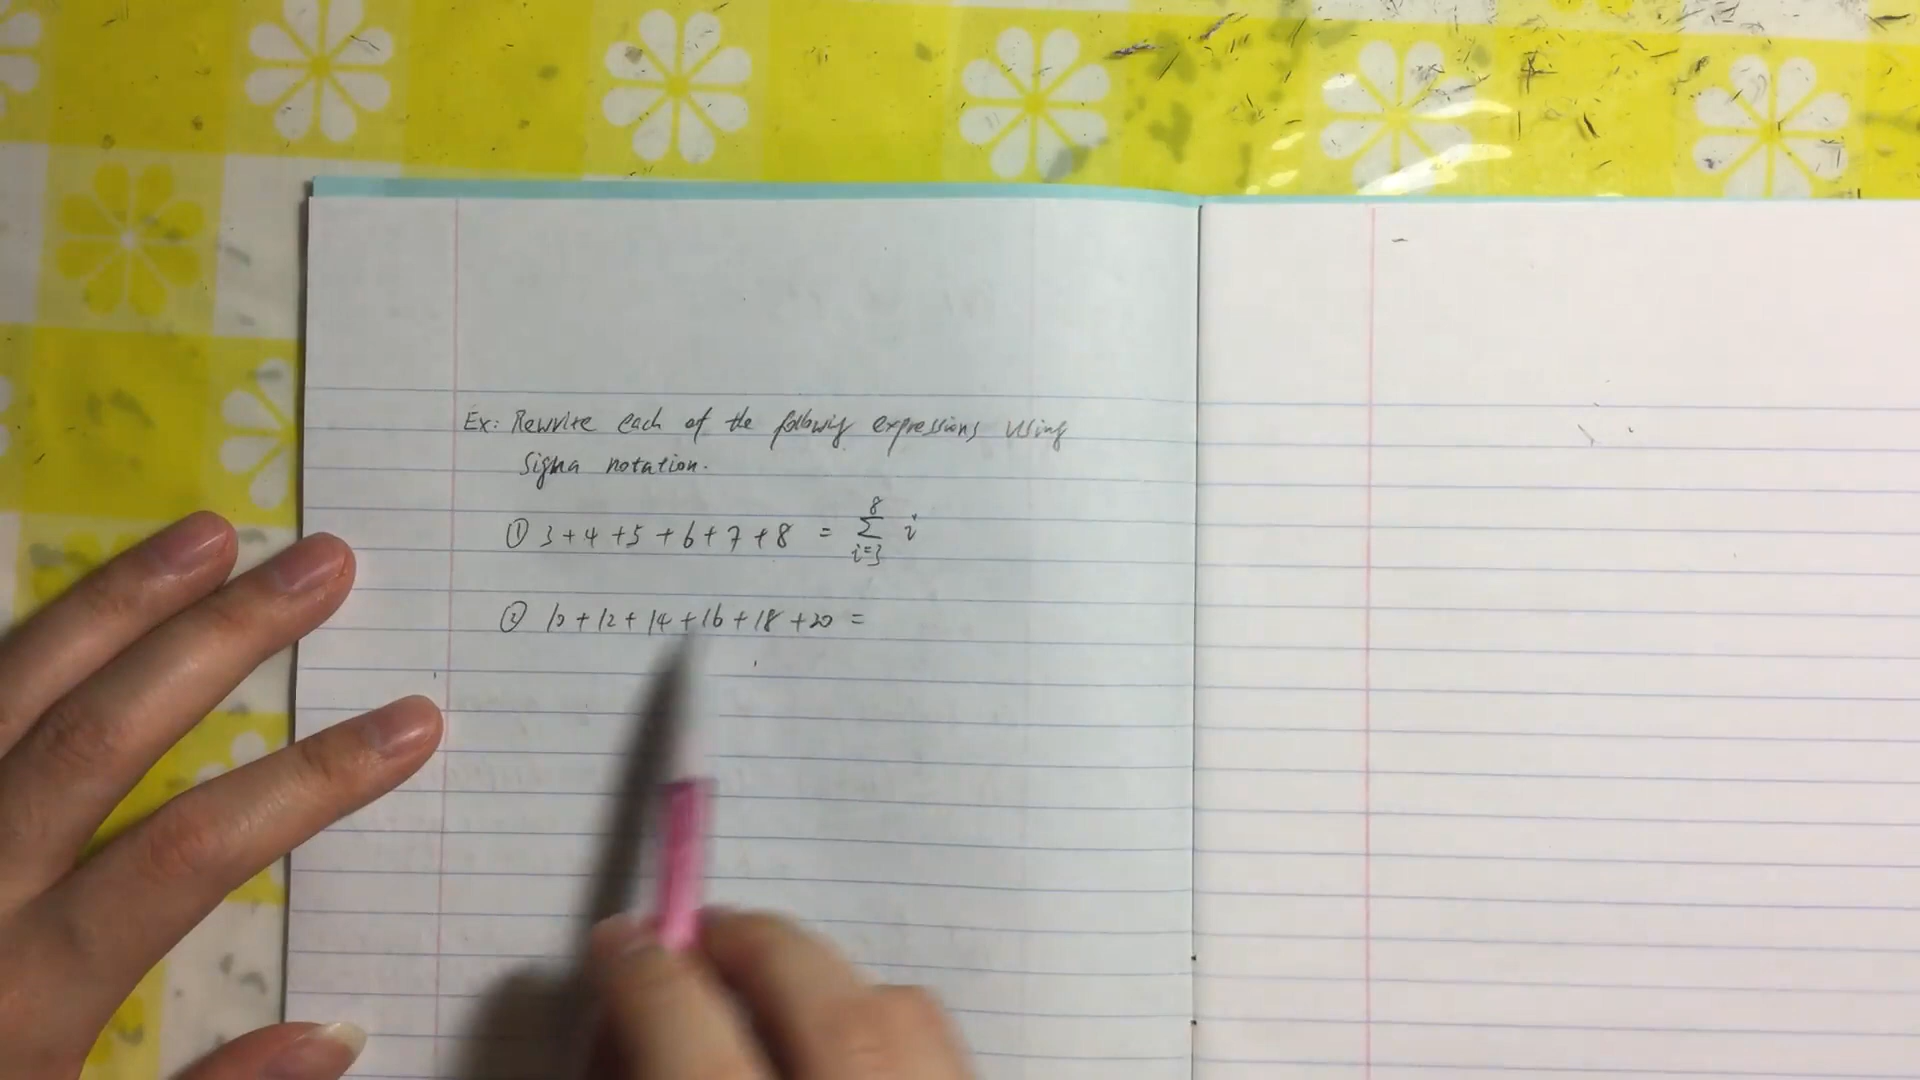 Ex: Rewrite each of the following expressions using
Sigma notation.
① 3+4+5+6+7+8 = \sum_{i=3}^{8} i
② 10+12+14+16+18+20 =